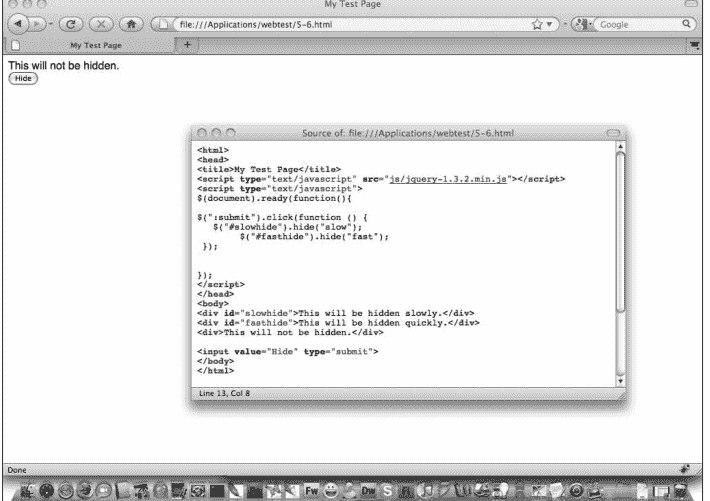 My Test Page
file:///Applications/webtest/5-6.html
Google
My Test Page
This will not be hidden.
Hide
Source of: file:///Applications/webtest/5-6.html
<html>
<head>
<title>My Test Page</title>
<script type="text/javascript" src="js/jquery-1.3.2.min.js"></script>
<script type="text/javascript">
$(document).ready(function(){
$(":submit").click(function () {
$("#slowhide").hide("slow");
$("#fasthide").hide("fast");
});
});
</script>
</head>
<body>
<div id="slowhide">This will be hidden slowly.</div>
<div id="fasthide">This will be hidden quickly.</div>
<div>This will not be hidden.</div>
<input value="Hide" type="submit">
</body>
</html>
Line 13, Col 8
Done
Fw
Dw
S
Fl